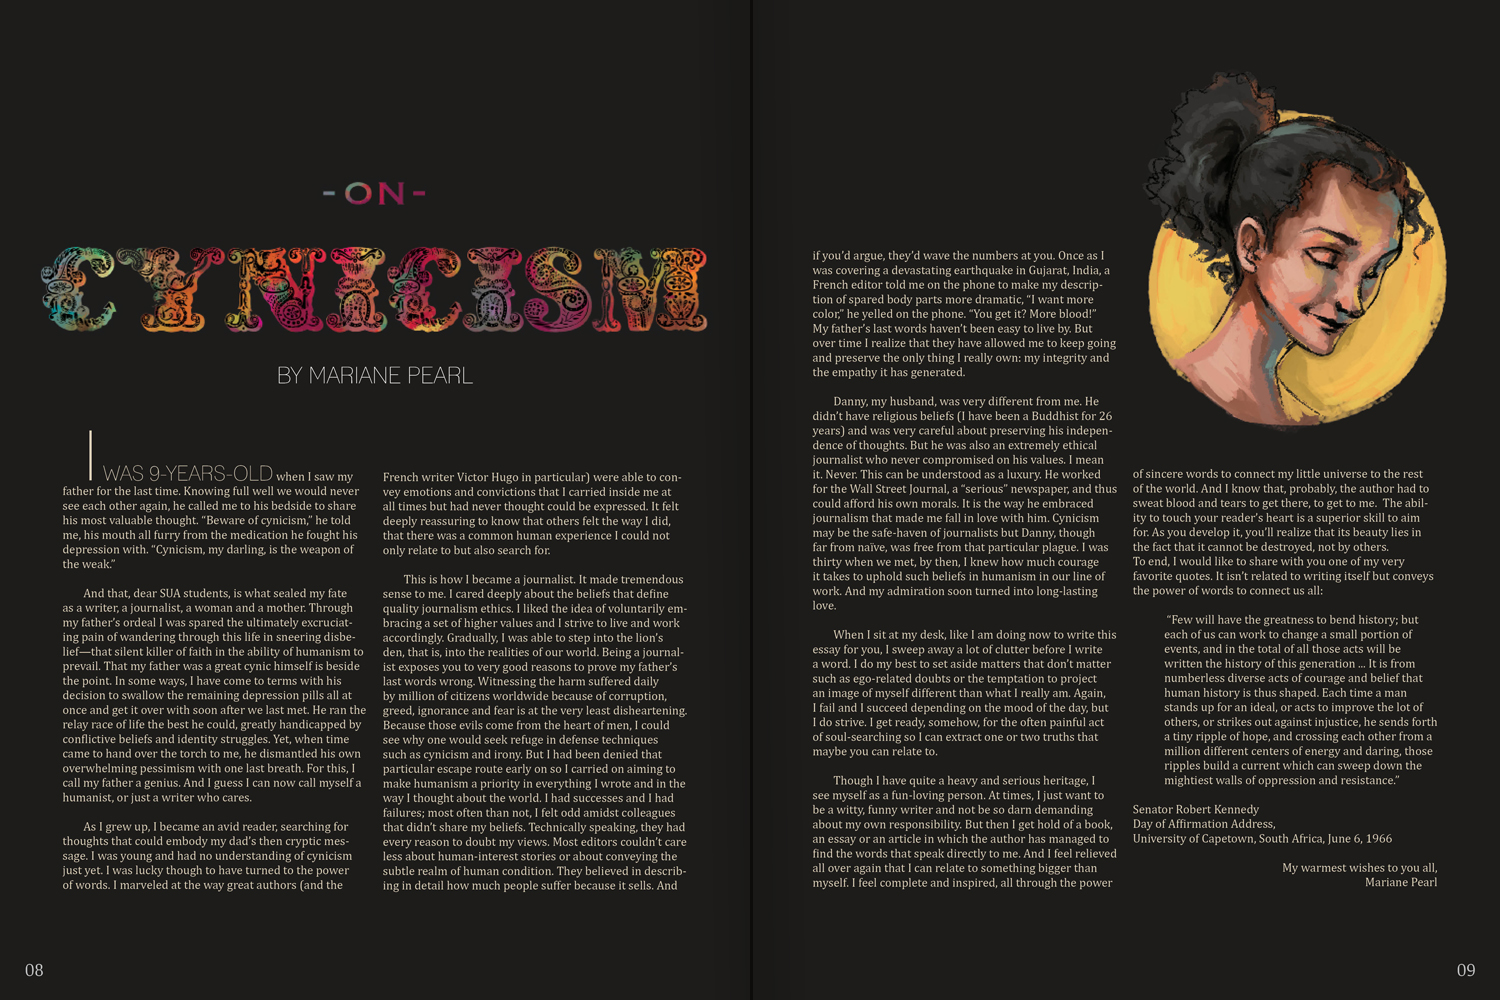 -ON-
CYNICISM
BY MARIANE PEARL
I WAS 9-YEARS-OLD when I saw my
father for the last time. Knowing full well we would never
see each other again, he called me to his bedside to share
his most valuable thought. “Beware of cynicism,” he told
me, his mouth all furry from the medication he fought his
depression with. “Cynicism, my darling, is the weapon of
the weak.”
And that, dear SUA students, is what sealed my fate
as a writer, a journalist, a woman and a mother. Through
my father’s ordeal I was spared the ultimately excruciat-
ing pain of wandering through this life in sneering disbe-
lief—that silent killer of faith in the ability of humanism to
prevail. That my father was a great cynic himself is beside
the point. In some ways, I have come to terms with his
decision to swallow the remaining depression pills all at
once and get it over with soon after we last met. He ran the
relay race of life the best he could, greatly handicapped by
conflictive beliefs and identity struggles. Yet, when time
came to hand over the torch to me, he dismantled his own
overwhelming pessimism with one last breath. For this, I
call my father a genius. And I guess I can now call myself a
humanist, or just a writer who cares.
As I grew up, I became an avid reader, searching for
thoughts that could embody my dad’s then cryptic mes-
sage. I was young and had no understanding of cynicism
just yet. I was lucky though to have turned to the power
of words. I marveled at the way great authors (and the
French writer Victor Hugo in particular) were able to con-
vey emotions and convictions that I carried inside me at
all times but had never thought could be expressed. It felt
deeply reassuring to know that others felt the way I did,
that there was a common human experience I could not
only relate to but also search for.
This is how I became a journalist. It made tremendous
sense to me. I cared deeply about the beliefs that define
quality journalism ethics. I liked the idea of voluntarily em-
bracing a set of higher values and I strive to live and work
accordingly. Gradually, I was able to step into the lion’s
den, that is, into the realities of our world. Being a journal-
ist exposes you to very good reasons to prove my father’s
last words wrong. Witnessing the harm suffered daily
by million of citizens worldwide because of corruption,
greed, ignorance and fear is at the very least disheartening.
Because those evils come from the heart of men, I could
see why one would seek refuge in defense techniques
such as cynicism and irony. But I had been denied that
particular escape route early on so I carried on aiming to
make humanism a priority in everything I wrote and in the
way I thought about the world. I had successes and I had
failures; most often than not, I felt odd amidst colleagues
that didn’t share my beliefs. Technically speaking, they had
every reason to doubt my views. Most editors couldn’t care
less about human-interest stories or about conveying the
subtle realm of human condition. They believed in describ-
ing in detail how much people suffer because it sells. And
if you’d argue, they’d wave the numbers at you. Once as I
was covering a devastating earthquake in Gujarat, India, a
French editor told me on the phone to make my descrip-
tion of spared body parts more dramatic, “I want more
color,” he yelled on the phone. “You get it? More blood!”
My father’s last words haven’t been easy to live by. But
over time I realize that they have allowed me to keep going
and preserve the only thing I really own: my integrity and
the empathy it has generated.
Danny, my husband, was very different from me. He
didn’t have religious beliefs (I have been a Buddhist for 26
years) and was very careful about preserving his indepen-
dence of thoughts. But he was also an extremely ethical
journalist who never compromised on his values. I mean
it. Never. This can be understood as a luxury. He worked
for the Wall Street Journal, a “serious” newspaper, and thus
could afford his own morals. It is the way he embraced
journalism that made me fall in love with him. Cynicism
may be the safe-haven of journalists but Danny, though
far from naïve, was free from that particular plague. I was
thirty when we met, by then, I knew how much courage
it takes to uphold such beliefs in humanism in our line of
work. And my admiration soon turned into long-lasting
love.
When I sit at my desk, like I am doing now to write this
essay for you, I sweep away a lot of clutter before I write
a word. I do my best to set aside matters that don’t matter
such as ego-related doubts or the temptation to project
an image of myself different than what I really am. Again,
I fail and I succeed depending on the mood of the day, but
I do strive. I get ready, somehow, for the often painful act
of soul-searching so I can extract one or two truths that
maybe you can relate to.
Though I have quite a heavy and serious heritage, I
see myself as a fun-loving person. At times, I just want to
be a witty, funny writer and not be so darn demanding
about my own responsibility. But then I get hold of a book,
an essay or an article in which the author has managed to
find the words that speak directly to me. And I feel relieved
all over again that I can relate to something bigger than
myself. I feel complete and inspired, all through the power
of sincere words to connect my little universe to the rest
of the world. And I know that, probably, the author had to
sweat blood and tears to get there, to get to me. The abil-
ity to touch your reader’s heart is a superior skill to aim
for. As you develop it, you’ll realize that its beauty lies in
the fact that it cannot be destroyed, not by others.
To end, I would like to share with you one of my very
favorite quotes. It isn’t related to writing itself but conveys
the power of words to connect us all:
“Few will have the greatness to bend history; but
each of us can work to change a small portion of
events, and in the total of all those acts will be
written the history of this generation ... It is from
numberless diverse acts of courage and belief that
human history is thus shaped. Each time a man
stands up for an ideal, or acts to improve the lot of
others, or strikes out against injustice, he sends forth
a tiny ripple of hope, and crossing each other from a
million different centers of energy and daring, those
ripples build a current which can sweep down the
mightiest walls of oppression and resistance.”
Senator Robert Kennedy
Day of Affirmation Address,
University of Capetown, South Africa, June 6, 1966
My warmest wishes to you all,
Mariane Pearl
08
09